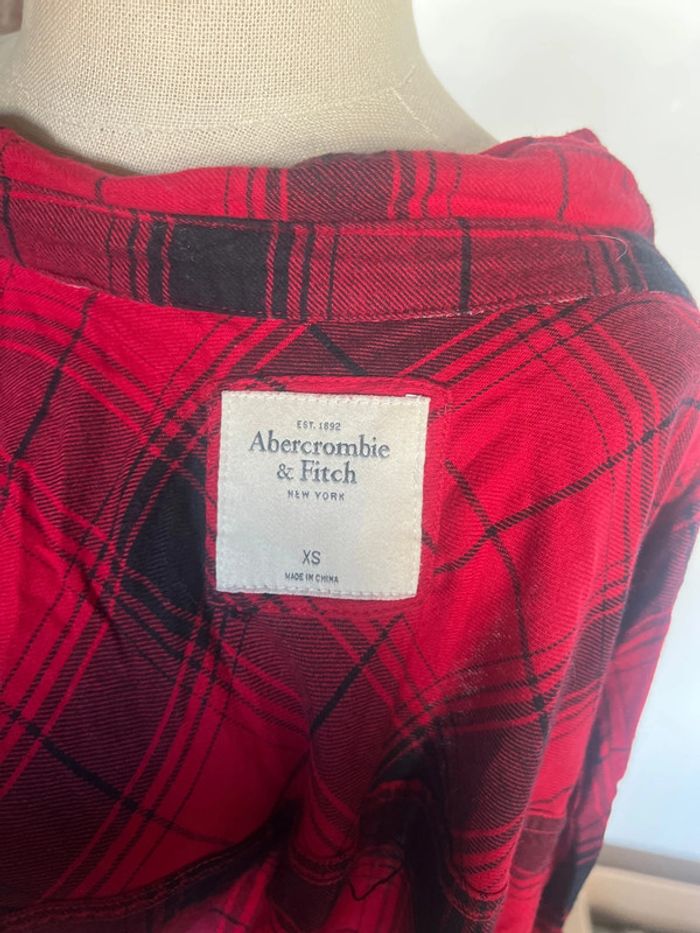 EST. 1892
Abercrombie
& Fitch
NEW YORK
XS
MADE IN CHINA